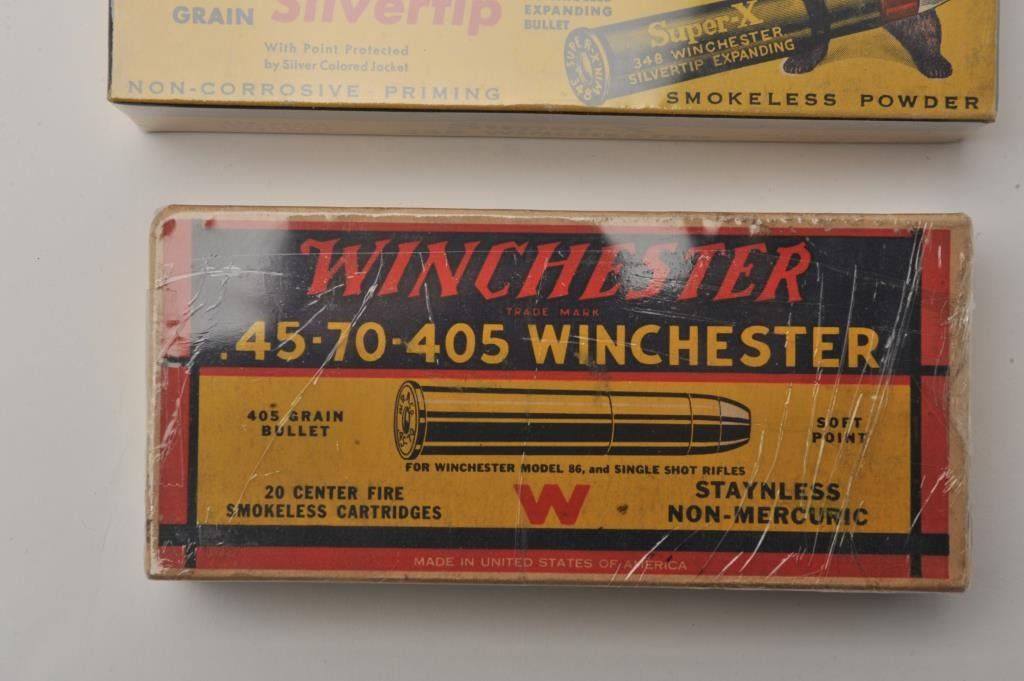 GRAIN Silvertip EXPANDING
BULLET
With Point Protected
by Silver Colored Jacket
NON-CORROSIVE PRIMING
Super-X
348 WINCHESTER
SILVERTIP EXPANDING
SUPER-X
348
SMOKELESS POWDER
WINCHESTER
TRADE MARK
.45-70-405 WINCHESTER
405 GRAIN
BULLET
SOFT
POINT
FOR WINCHESTER MODEL 86, and SINGLE SHOT RIFLES
20 CENTER FIRE
SMOKELESS CARTRIDGES
W
STAYNLESS
NON-MERCURIC
MADE IN UNITED STATES OF AMERICA